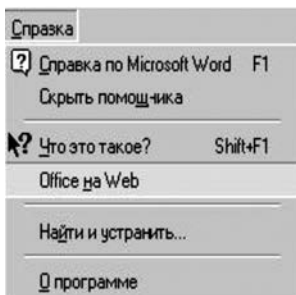 Справка
Справка по Microsoft Word F1
Скрыть помощника
Что это такое? Shift+F1
Office на Web
Найти и устранить...
О программе